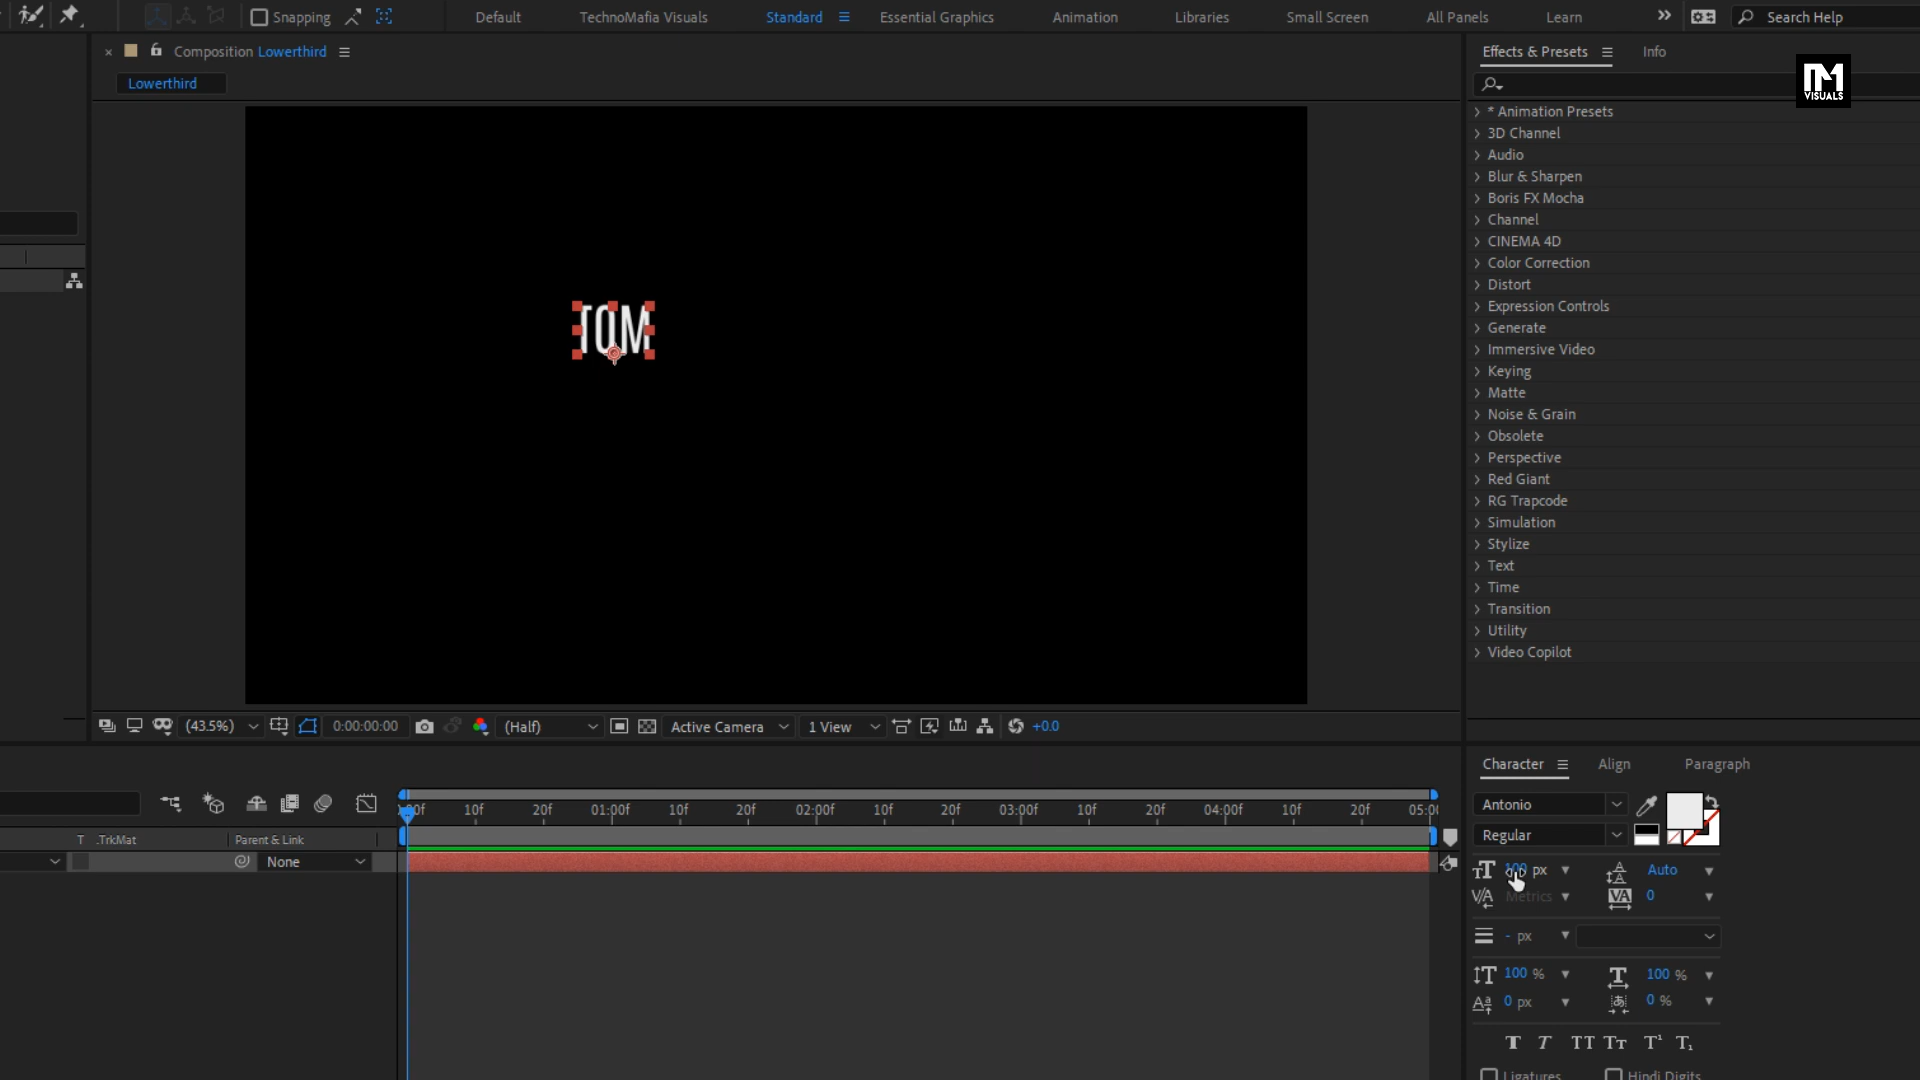 Snapping
Default
TechnoMafia Visuals
Standard
Essential Graphics
Animation
Libraries
Small Screen
All Panels
Learn
Search Help
Composition Lowerthird
Lowerthird
Effects & Presets
Info
VISUALS
* Animation Presets
3D Channel
Audio
Blur & Sharpen
Boris FX Mocha
Channel
CINEMA 4D
Color Correction
Distort
Expression Controls
Generate
Immersive Video
Keying
Matte
Noise & Grain
Obsolete
Perspective
Red Giant
RG Trapcode
Simulation
Stylize
Text
Time
Transition
Utility
Video Copilot
TOM
(43.5%)
0:00:00:00
(Half)
Active Camera
1 View
+0.0
10f 20f 01:00f 10f 20f 02:00f 10f 20f 03:00f 10f 20f 04:00f 10f 20f
T .TrkMat
Parent & Link
None
Character
Align
Paragraph
Antonio
Regular
100 px
Auto
Metrics
0
- px
100 %
100 %
0 px
0 %
Ligatures
Hindi Digits